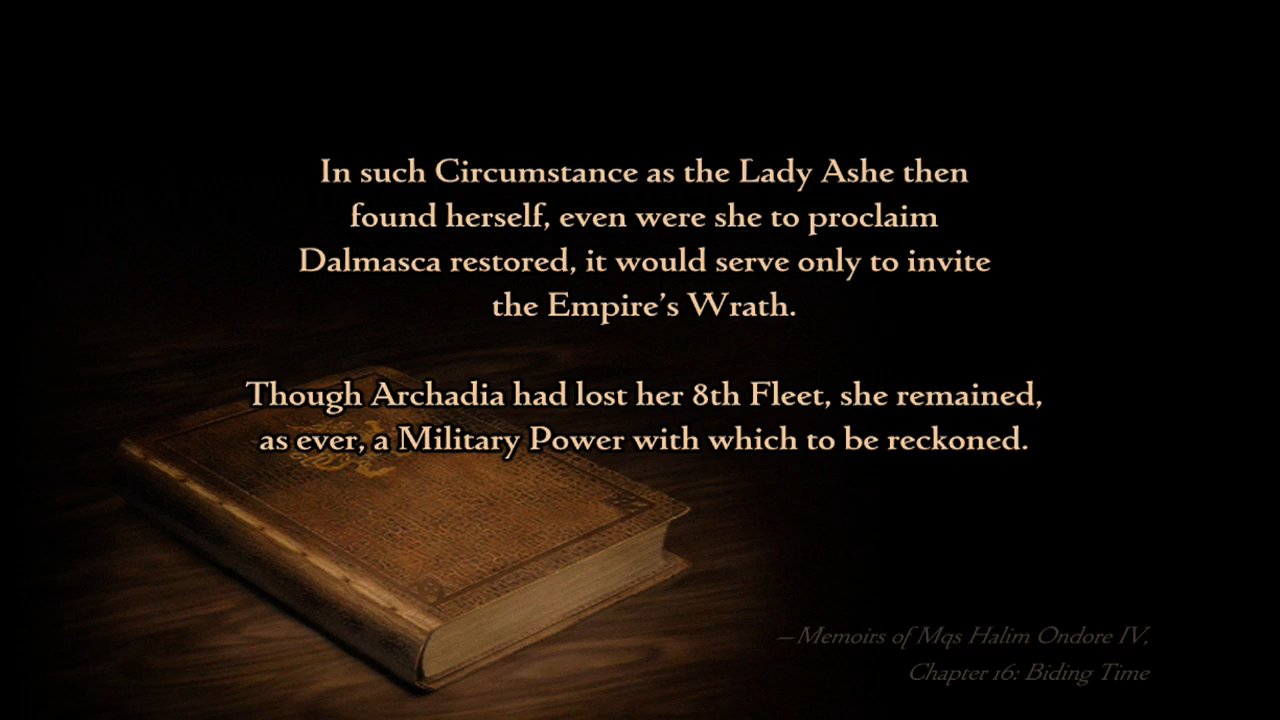 In such Circumstance as the Lady Ashe then
found herself, even were she to proclaim
Dalmasca restored, it would serve only to invite
the Empire's Wrath.
Though Archadia had lost her 8th Fleet, she remained,
as ever, a Military Power with which to be reckoned.
—Memoirs of Mqs Halim Ondore IV,
Chapter 16: Biding Time